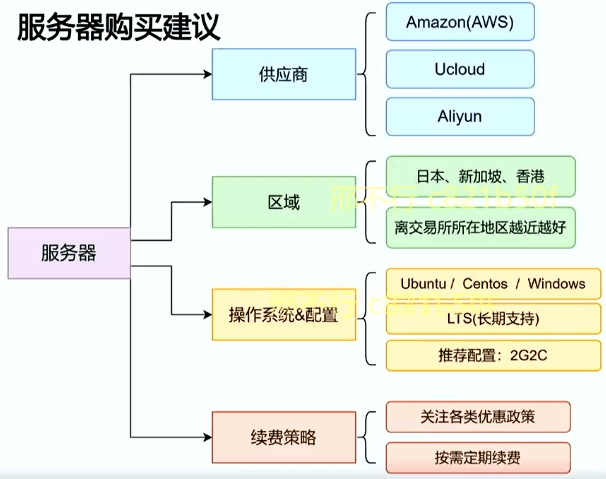 服务器购买建议
服务器
供应商
Amazon(AWS)
Ucloud
Aliyun
区域
日本、新加坡、香港
离交易所所在地区越近越好
操作系统&配置
Ubuntu / Centos / Windows
LTS(长期支持)
推荐配置：2G2C
续费策略
关注各类优惠政策
按需定期续费